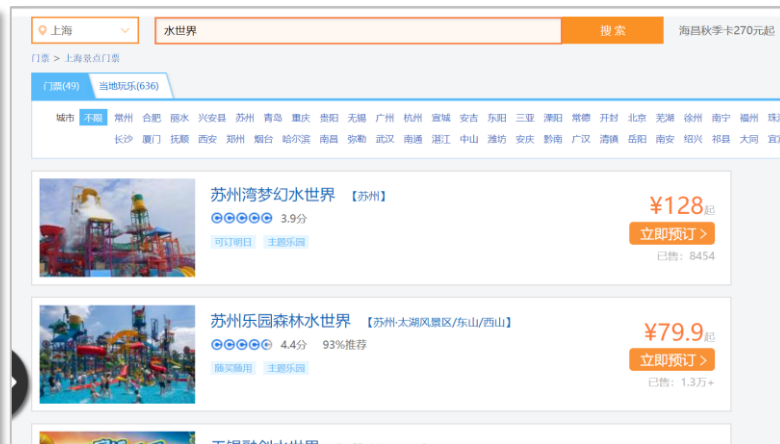 上海
水世界
搜索
海昌秋季卡270元起
门票 > 上海景点门票
门票(49)
当地玩乐(636)
城市 不限 常州 合肥 丽水 兴安县 苏州 青岛 重庆 贵阳 无锡 广州 杭州 宣城 安吉 东阳 三亚 溧阳 常德 开封 北京 芜湖 徐州 南宁 福州
长沙 厦门 抚顺 西安 郑州 烟台 哈尔滨 南昌 弥勒 武汉 南通 湛江 中山 潍坊 安庆 黔南 广汉 清镇 岳阳 南安 绍兴 祁县 大同
苏州湾梦幻水世界 【苏州】
3.9分
可订明日 主题乐园
¥128起
立即预订 >
已售：8454
苏州乐园森林水世界 【苏州·太湖风景区/东山/西山】
4.4分 93%推荐
随买随用 主题乐园
¥79.9起
立即预订 >
已售：1.3万+